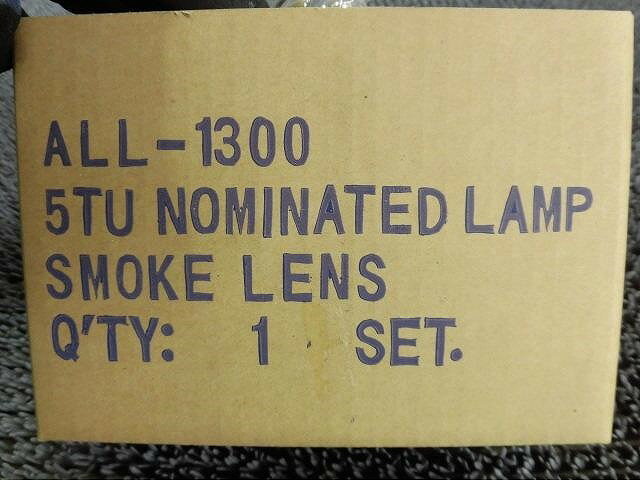 ALL-1300
5TU NOMINATED LAMP
SMOKE LENS
Q'TY: 1 SET.